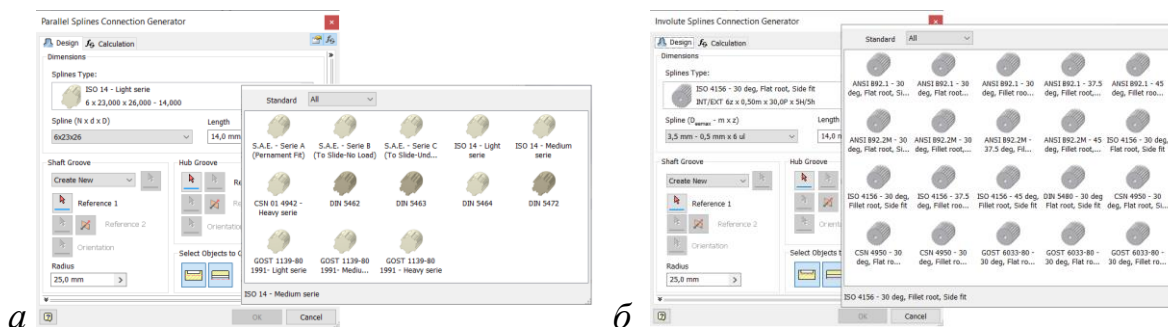 Parallel Splines Connection Generator
Design
Calculation
Dimensions
Splines Type:
ISO 14 - Light serie
6 x 23,000 x 26,000 - 14,000
Spline (N x d x D)
Length
6x23x26
14,0 mm
Shaft Groove
Hub Groove
Create New
Reference 1
Reference 2
Orientation
Orientatio
Radius
Select Objects to G
25,0 mm
OK
Cancel
Standard
All
S.A.E. - Serie A
(Permament Fit)
S.A.E. - Serie B
(To Slide-No Load)
S.A.E. - Serie C
(To Slide-Und...
ISO 14 - Light
serie
ISO 14 - Medium
serie
CSN 01 4942 -
Heavy serie
DIN 5462
DIN 5463
DIN 5464
DIN 5472
GOST 1139-80
1991- Light serie
GOST 1139-80
1991- Mediu...
GOST 1139-80
1991 - Heavy serie
ISO 14 - Medium serie
а
Involute Splines Connection Generator
Design
Calculation
Dimensions
Splines Type:
ISO 4156 - 30 deg, Flat root, Side fit
INT/EXT 6z x 0,50m x 30,0P x 5H/5h
Length
3,5 mm - 0,5 mm x 6 ul
14,0 m
Shaft Groove
Hub Groove
Create New
Reference 1
Reference 2
Orientation
Orientatio
Radius
Select Objects to G
25,0 mm
OK
Cancel
Standard
All
ANSI B92.1 - 30
deg, Flat root, Si...
ANSI B92.1 - 30
deg, Flat root...
ANSI B92.1 - 30
deg, Fillet roo...
ANSI B92.1 - 37.5
deg, Fillet root,...
ANSI B92.1 - 45
deg, Fillet roo...
ANSI B92.2M - 30
deg, Flat root, Si...
ANSI B92.2M - 30
deg, Fillet root,...
ANSI B92.2M -
37.5 deg, Fil...
ANSI B92.2M - 45
deg, Fillet root,...
ISO 4156 - 30 deg,
Flat root, Side fit
ISO 4156 - 30 deg,
Fillet root, Side fit
ISO 4156 - 37.5
deg, Fillet roo...
ISO 4156 - 45 deg,
Fillet root, Side fit
DIN 5480 - 30 deg
Flat root, Side fit
CSN 4950 - 30
deg, Flat root, Si...
CSN 4950 - 30
deg, Flat ro...
CSN 4950 - 30
deg, Fillet ro...
GOST 6033-80 -
30 deg, Flat ro...
GOST 6033-80 -
30 deg, Flat ro...
GOST 6033-80 -
30 deg, Fillet ro...
ISO 4156 - 30 deg, Fillet root, Side fit
б